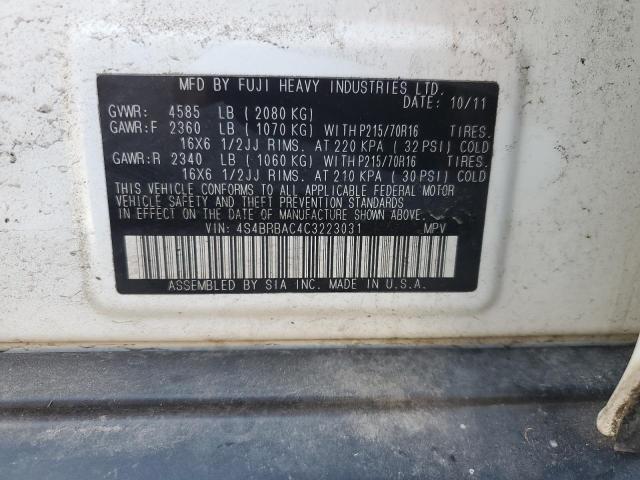 MFD BY FUJI HEAVY INDUSTRIES LTD.
DATE: 10/11
GVWR: 4585 LB ( 2080 KG)
GAWR:F 2360 LB ( 1070 KG) WITH P215/70R16 TIRES.
16X6 1/2JJ RIMS. AT 220 KPA ( 32 PSI) COLD
GAWR:R 2340 LB ( 1060 KG) WITH P215/70R16 TIRES.
16X6 1/2JJ RIMS. AT 210 KPA ( 30 PSI) COLD
THIS VEHICLE CONFORMS TO ALL APPLICABLE FEDERAL MOTOR
VEHICLE SAFETY AND THEFT PREVENTION STANDARDS
IN EFFECT ON THE DATE OF MANUFACTURE SHOWN ABOVE.
VIN: 4S4BRBAC4C3223031 MPV
ASSEMBLED BY SIA INC. MADE IN U.S.A.